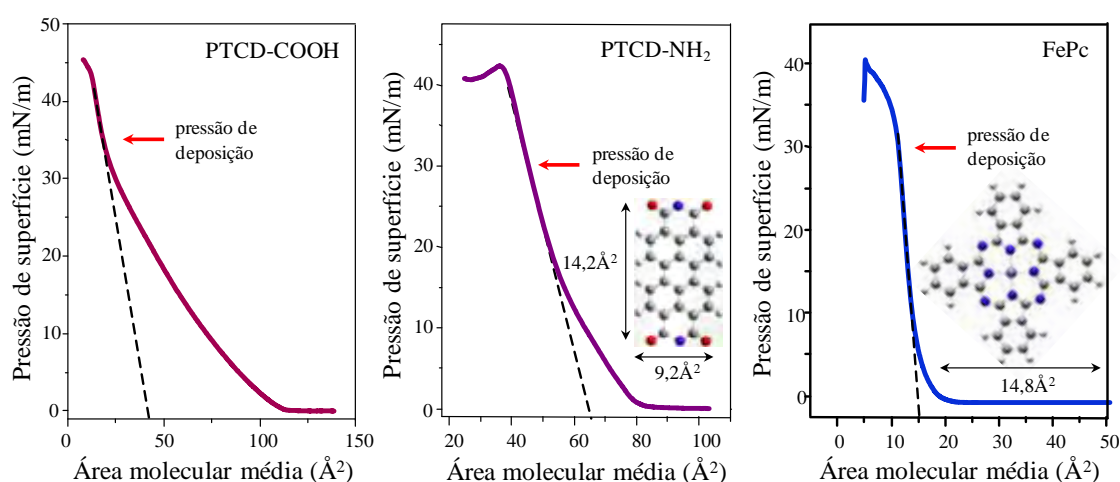 PTCD-COOH
Pressão de superfície (mN/m)
50
40
30
20
10
0
pressão de
deposição
0
50
100
150
Área molecular média (Å²)
PTCD-NH₂
Pressão de superfície (mN/m)
40
30
20
10
0
pressão de
deposição
14,2Å²
9,2Å²
20
40
60
80
100
Área molecular média (Å²)
FePc
Pressão de superfície (mN/m)
40
30
20
10
0
pressão de
deposição
14,8Å²
0
10
20
30
40
50
Área molecular média (Å²)